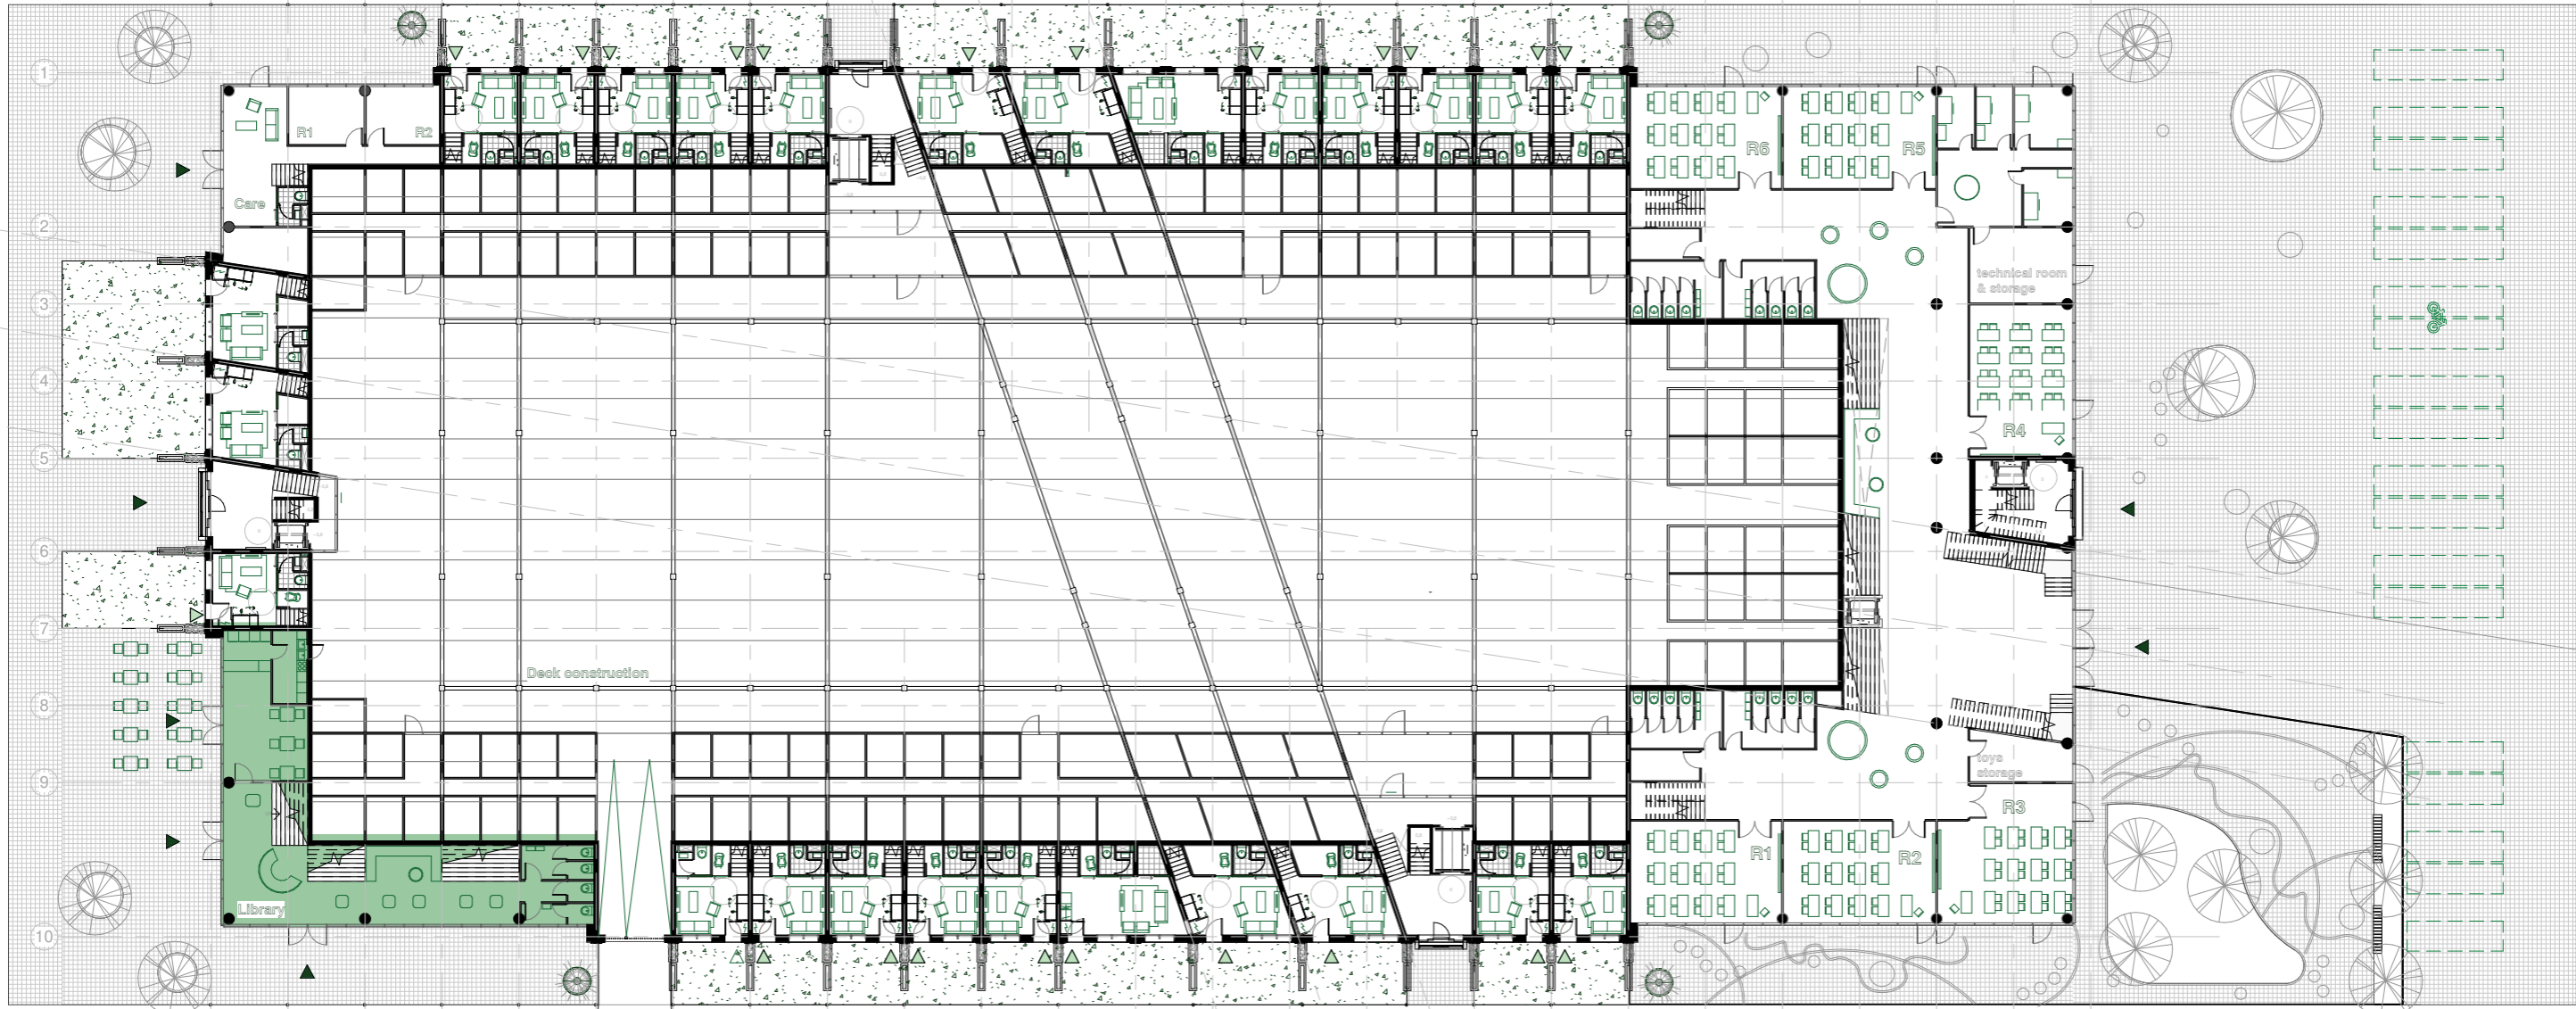 1
R1
R2
R6
R5
Care
2
technical room
& storage
3
4
R4
5
6
7
Deck construction
8
toys
storage
9
R3
R1
R2
Library
10